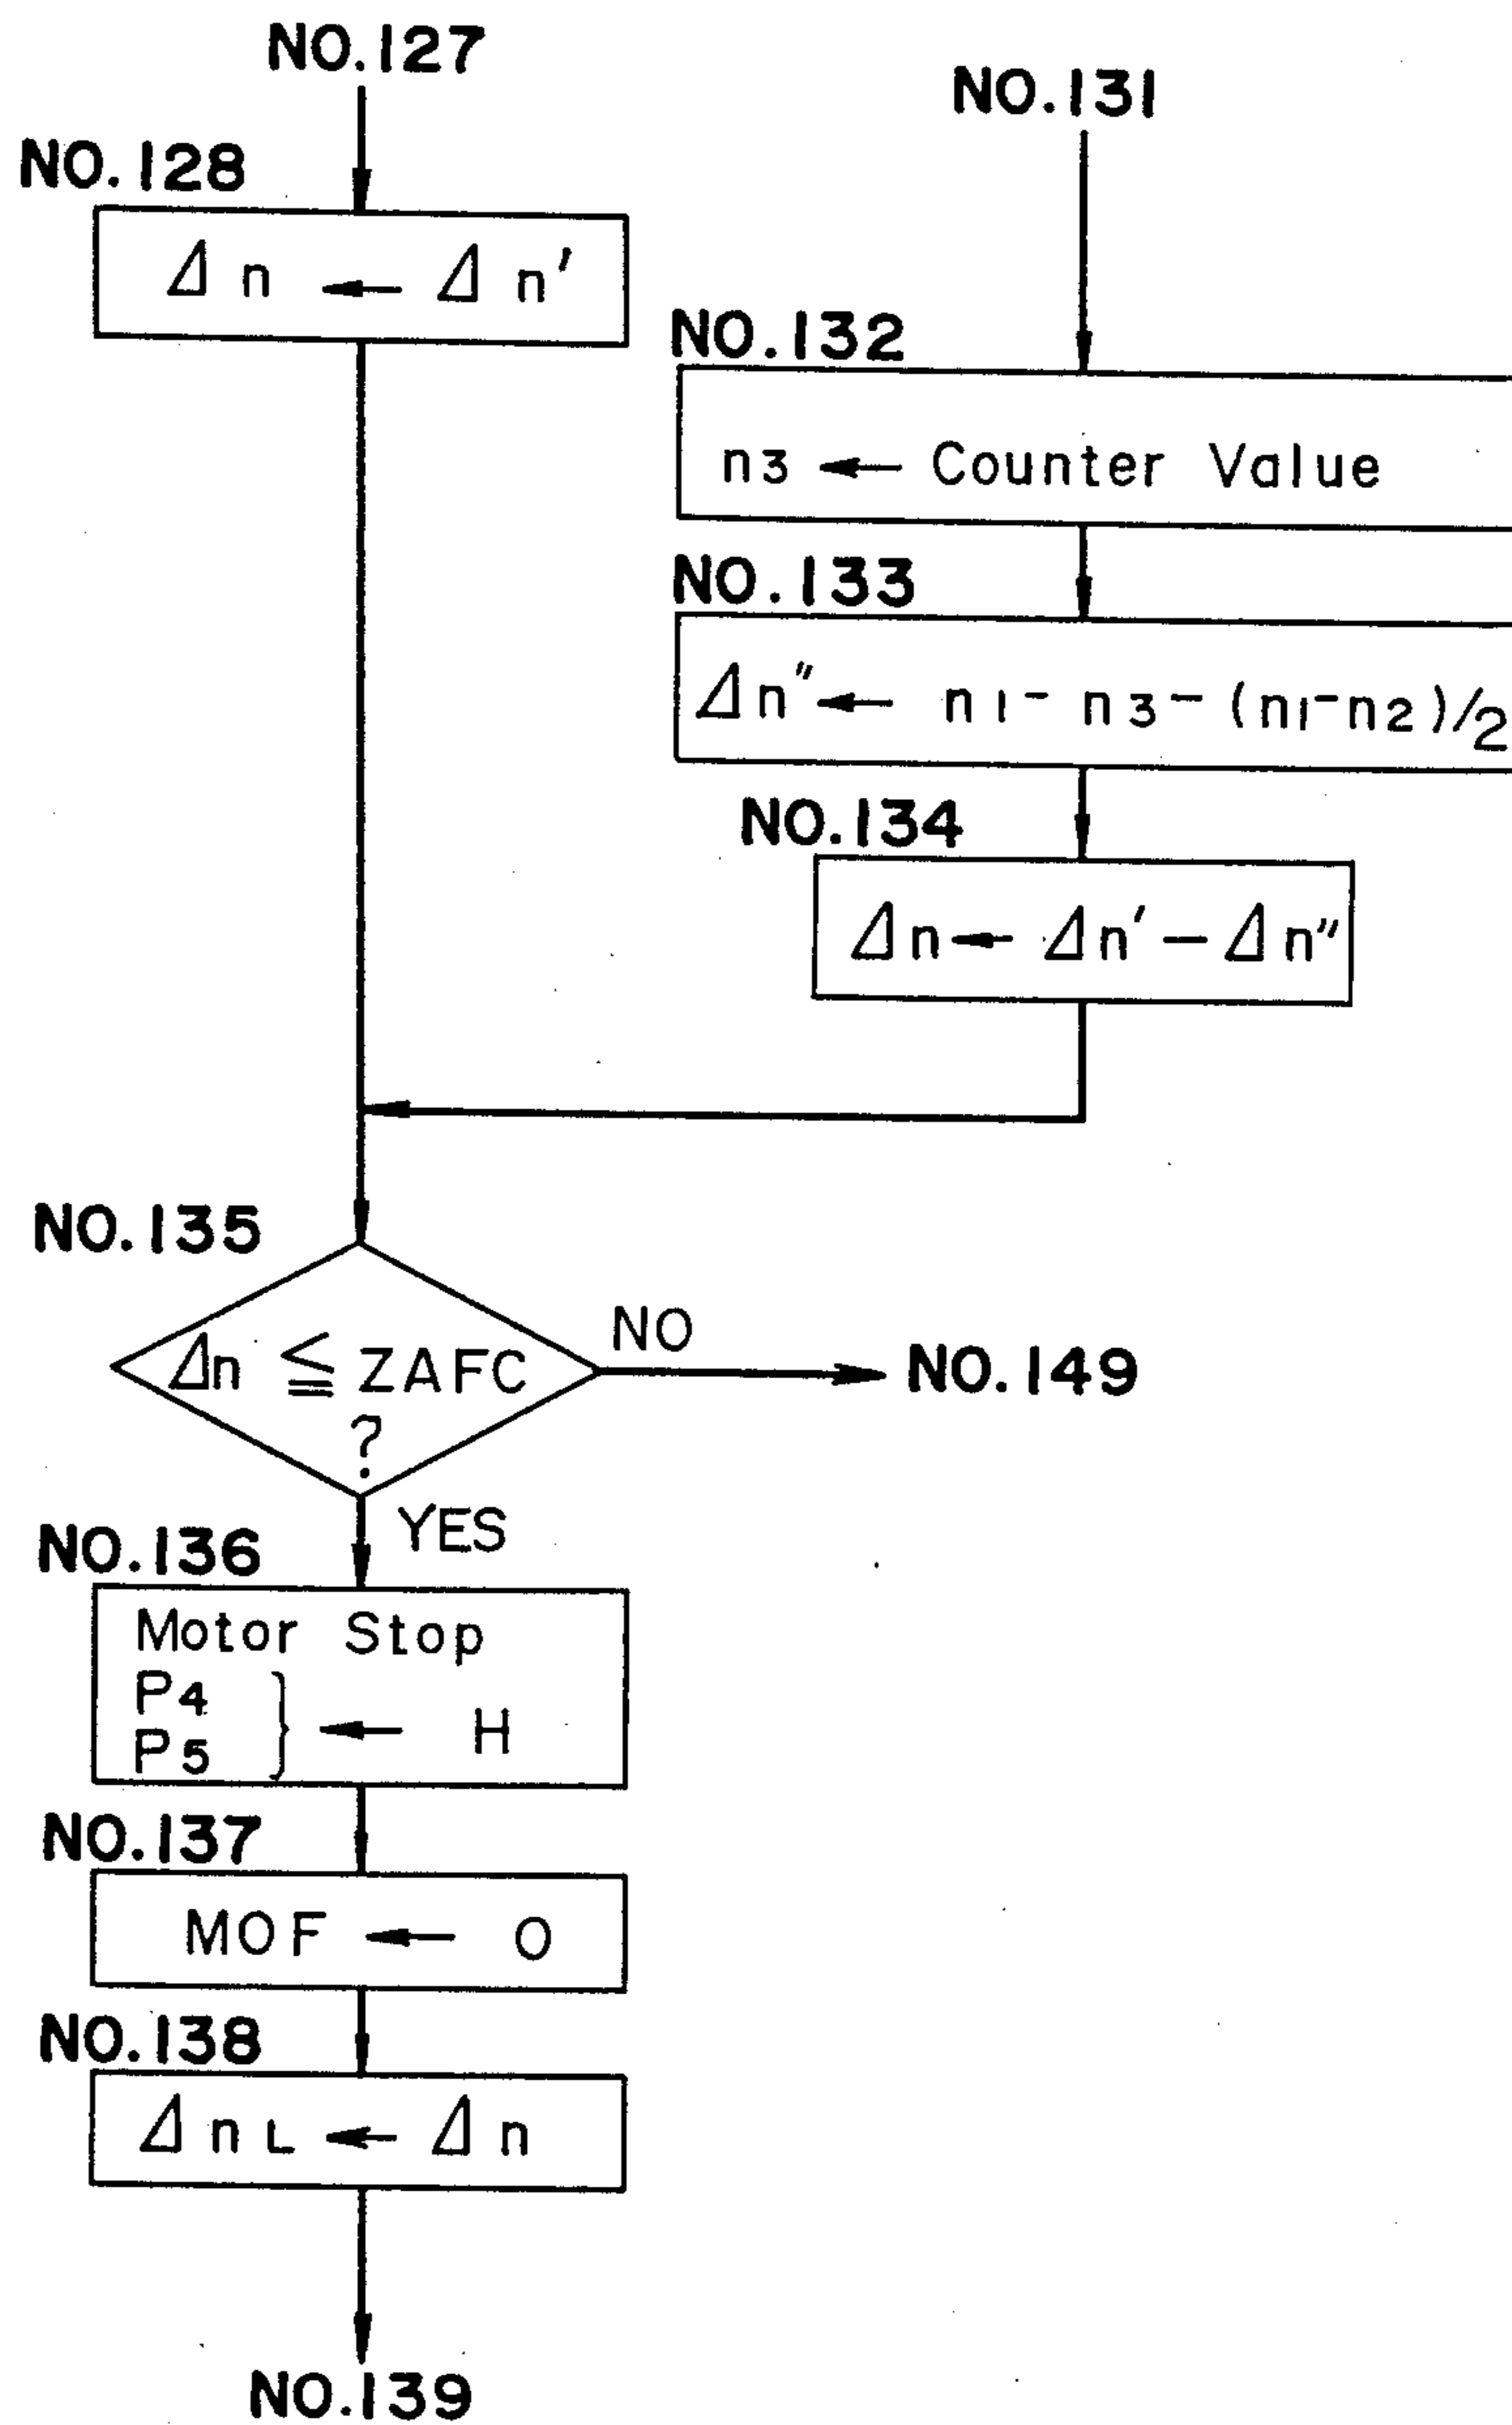 NO.127
NO.131
NO.128
Δn ← Δn'
NO.132
n3 ← Counter Value
NO.133
Δn" ← n1 - n3 - (n1-n2)/2
NO.134
Δn ← Δn' - Δn"
NO.135
Δn ≦ ZAFC
?
NO
NO.149
YES
NO.136
Motor Stop
P4
P5 } ← H
NO.137
MOF ← 0
NO.138
ΔnL ← Δn
NO.139